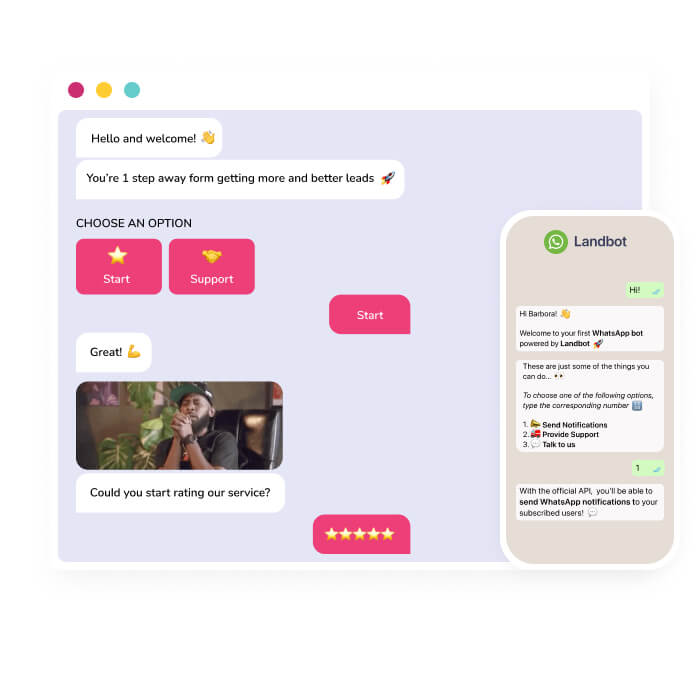 Hello and welcome! 👋
You're 1 step away form getting more and better leads 🚀
CHOOSE AN OPTION
Start
Support
Start
Great! 💪
Could you start rating our service?
Landbot
Hi!
Hi Barbora! 👋
Welcome to your first WhatsApp bot
powered by Landbot 🚀
These are just some of the things you
can do... 👀
To choose one of the following options,
type the corresponding number 🔢
1. 📣 Send Notifications
2. 🚒 Provide Support
3. 💬 Talk to us
1
With the official API, you'll be able to
send WhatsApp notifications to your
subscribed users! 💬